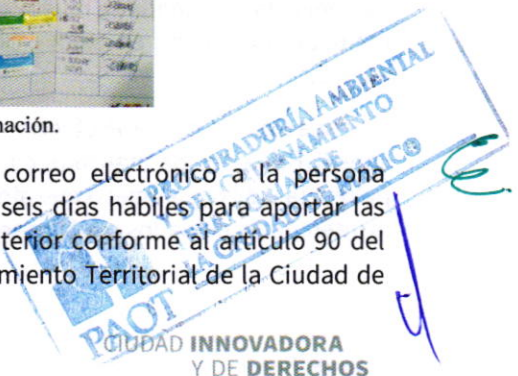 nación.
correo electrónico a la persona
seis días hábiles para aportar las
terior conforme al artículo 90 del
miento Territorial de la Ciudad de
PROCURADURÍA AMBIENTAL
Y DEL ORDENAMIENTO
TERRITORIAL DE
LA CIUDAD DE MÉXICO
PAOT
CIUDAD INNOVADORA
Y DE DERECHOS